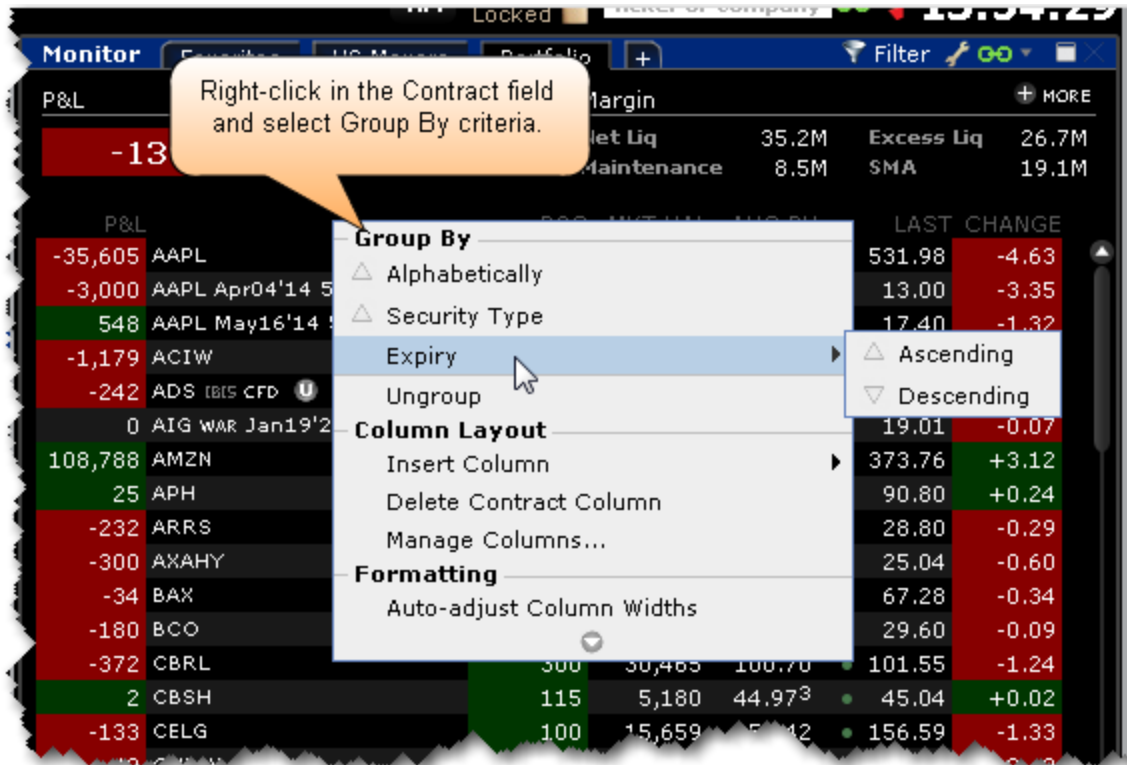 Locked
13:54:29
Monitor Portfolio + Filter
Right-click in the Contract field
and select Group By criteria.
P&L Margin + MORE
Net Liq 35.2M Excess Liq 26.7M
-13
Maintenance 8.5M SMA 19.1M
P&L LAST CHANGE
Group By
-35,605 AAPL 531.98 -4.63
Alphabetically
-3,000 AAPL Apr04'14 5 13.00 -3.35
Security Type
548 AAPL May16'14 17.40 -1.32
-1,179 ACIW Expiry Ascending
-242 ADS IBIS CFD U Ungroup Descending
0 AIG WAR Jan19'2 19.01 -0.07
Column Layout
108,788 AMZN Insert Column 373.76 +3.12
25 APH Delete Contract Column 90.80 +0.24
-232 ARRS 28.80 -0.29
Manage Columns...
-300 AXAHY 25.04 -0.60
Formatting
-34 BAX Auto-adjust Column Widths 67.28 -0.34
-180 BCO 29.60 -0.09
-372 CBRL 300 30,465 100.70 101.55 -1.24
2 CBSH 115 5,180 44.973 45.04 +0.02
-133 CELG 100 15,659 156.59 -1.33